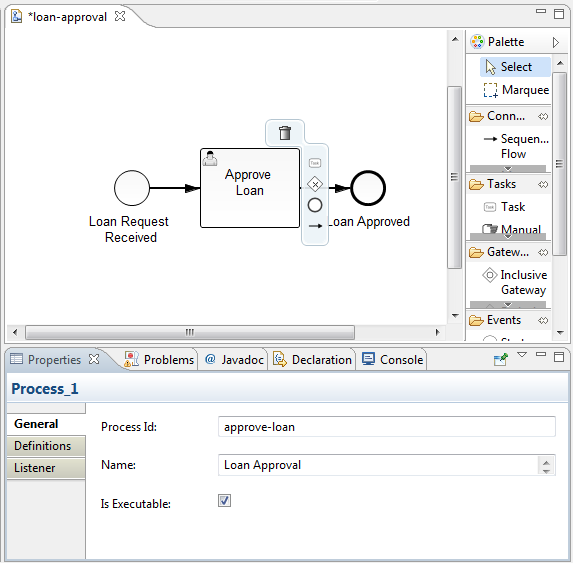 *loan-approval
Palette
Select
Marquee
Conn...
Sequen...
Flow
Tasks
Task
Manual
Gatew...
Inclusive
Gateway
Events
Approve
Loan
Task
Loan Request
Received
Loan Approved
Properties
Problems
@ Javadoc
Declaration
Console
Process_1
General
Definitions
Listener
Process Id:
approve-loan
Name:
Loan Approval
Is Executable: